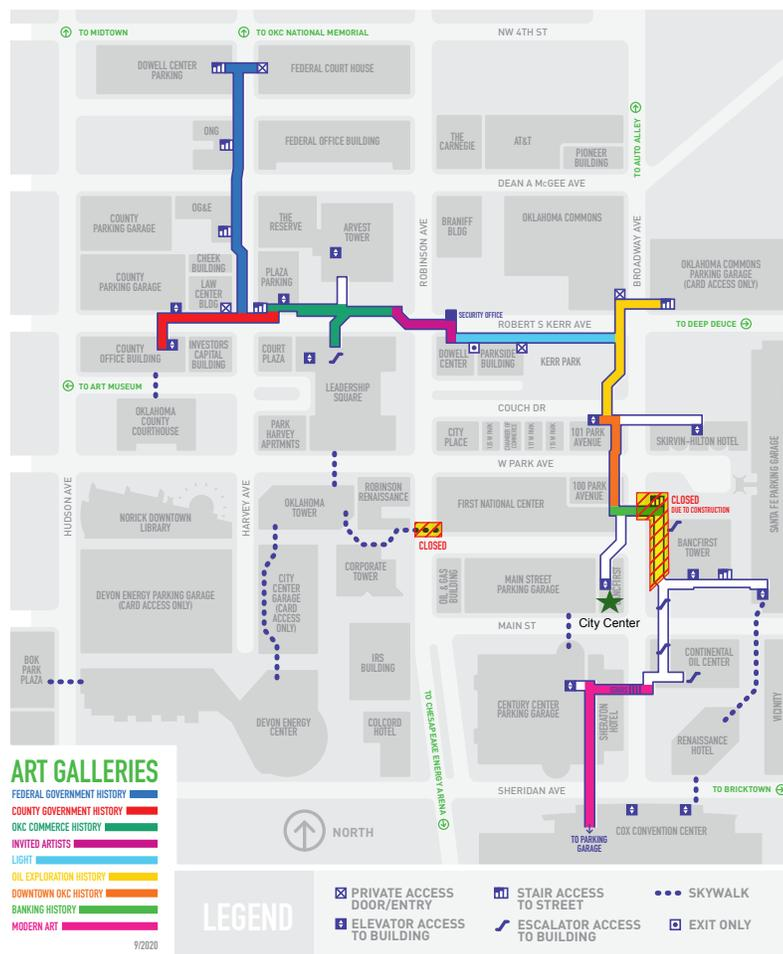 TO MIDTOWN
TO OKC NATIONAL MEMORIAL
NW 4TH ST
DOWELL CENTER
PARKING
FEDERAL COURT HOUSE
ONG
FEDERAL OFFICE BUILDING
THE
CARNEGIE
AT&T
PIONEER
BUILDING
TO AUTO ALLEY
DEAN A McGEE AVE
COUNTY
PARKING GARAGE
OG&E
THE
RESERVE
ARVEST
TOWER
ROBINSON AVE
BRANIFF
BLDG
OKLAHOMA COMMONS
BROADWAY AVE
COUNTY
PARKING GARAGE
CHEEK
BUILDING
LAW
CENTER
BLDG
PLAZA
PARKING
OKLAHOMA COMMONS
PARKING GARAGE
(CARD ACCESS ONLY)
SECURITY OFFICE
ROBERT S KERR AVE
TO DEEP DEUCE
COUNTY
OFFICE BUILDING
INVESTORS
CAPITAL
BUILDING
COURT
PLAZA
DOWELL
CENTER
PARKSIDE
BUILDING
KERR PARK
TO ART MUSEUM
LEADERSHIP
SQUARE
COUCH DR
OKLAHOMA
COUNTY
COURTHOUSE
PARK
HARVEY
APRTMENTS
CITY
PLACE
CHAMBER OF
COMMERCE
101 PARK
AVENUE
SKIRVIN-HILTON HOTEL
SANTA FE PARKING GARAGE
W PARK AVE
HUDSON AVE
HARVEY AVE
NORICK DOWNTOWN
LIBRARY
OKLAHOMA
TOWER
ROBINSON
RENAISSANCE
FIRST NATIONAL CENTER
100 PARK
AVENUE
CLOSED
DUE TO CONSTRUCTION
CLOSED
BANCFIRST
TOWER
DEVON ENERGY PARKING GARAGE
(CARD ACCESS ONLY)
CITY
CENTER
GARAGE
(CARD
ACCESS
ONLY)
CORPORATE
TOWER
OIL & GAS
BUILDING
MAIN STREET
PARKING GARAGE
City Center
MAIN ST
BOK
PARK
PLAZA
IRS
BUILDING
CONTINENTAL
OIL CENTER
DEVON ENERGY
CENTER
COLCORD
HOTEL
TO CHESAPEAKE ENERGY ARENA
CENTURY CENTER
PARKING GARAGE
SHERATON
HOTEL
RENAISSANCE
HOTEL
VICINITY
SHERIDAN AVE
TO BRICKTOWN
TO
PARKING
GARAGE
COX CONVENTION CENTER
NORTH
ART GALLERIES
FEDERAL GOVERNMENT HISTORY
COUNTY GOVERNMENT HISTORY
OKC COMMERCE HISTORY
INVITED ARTISTS
LIGHT
OIL EXPLORATION HISTORY
DOWNTOWN OKC HISTORY
BANKING HISTORY
MODERN ART
9/2020
LEGEND
PRIVATE ACCESS
DOOR/ENTRY
STAIR ACCESS
TO STREET
SKYWALK
ELEVATOR ACCESS
TO BUILDING
ESCALATOR ACCESS
TO BUILDING
EXIT ONLY